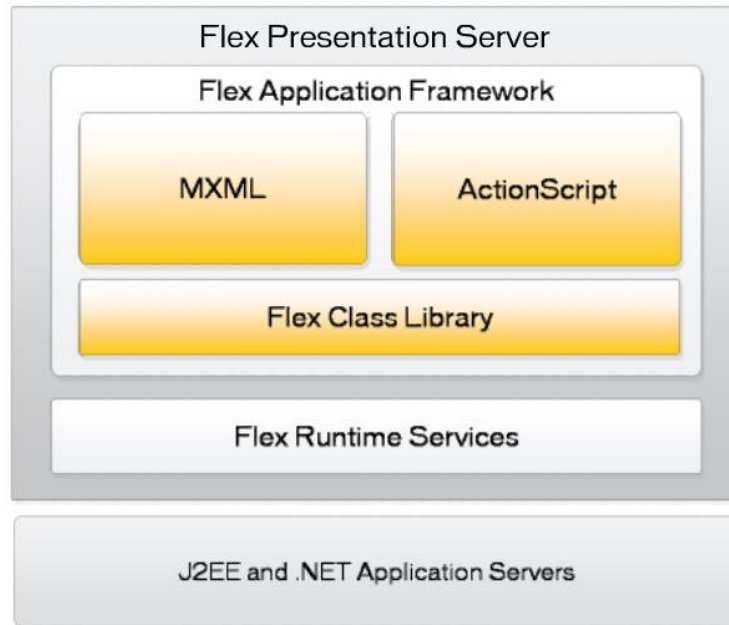 Flex Presentation Server
Flex Application Framework
MXML
ActionScript
Flex Class Library
Flex Runtime Services
J2EE and .NET Application Servers